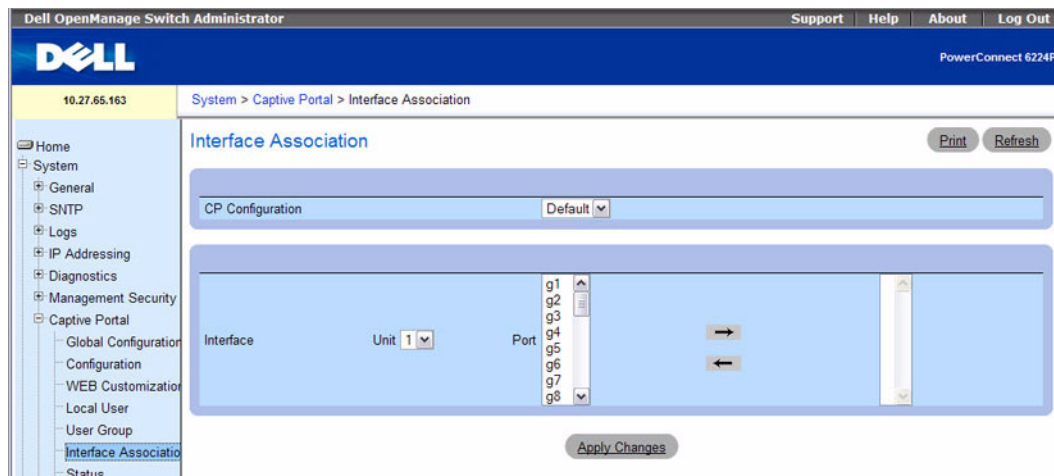 Dell OpenManage Switch Administrator
Support
Help
About
Log Out
DELL
PowerConnect 6224P
10.27.65.163
System > Captive Portal > Interface Association
Home
System
General
SNTP
Logs
IP Addressing
Diagnostics
Management Security
Captive Portal
Global Configuration
Configuration
WEB Customization
Local User
User Group
Interface Associatio
Status
Interface Association
Print
Refresh
CP Configuration
Default
Interface
Unit 1
Port
g1
g2
g3
g4
g5
g6
g7
g8
Apply Changes